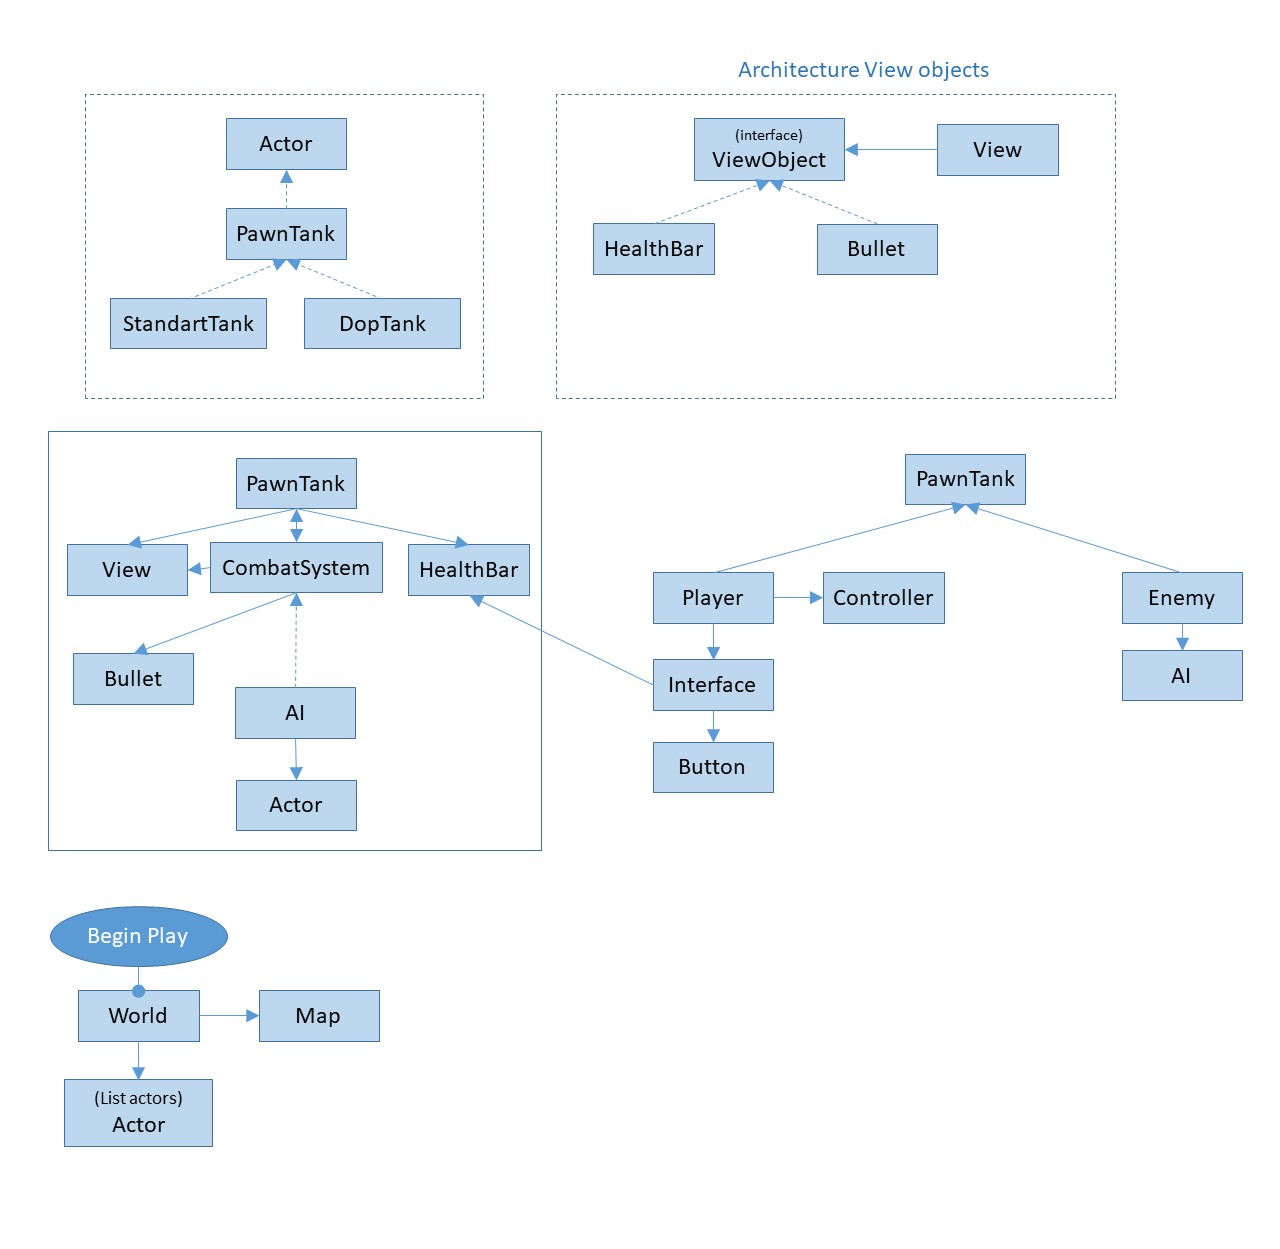 Architecture View objects
Actor
PawnTank
StandartTank
DopTank
(interface)
ViewObject
View
HealthBar
Bullet
PawnTank
View
CombatSystem
HealthBar
Bullet
AI
Actor
PawnTank
Player
Controller
Enemy
Interface
AI
Button
Begin Play
World
Map
(List actors)
Actor